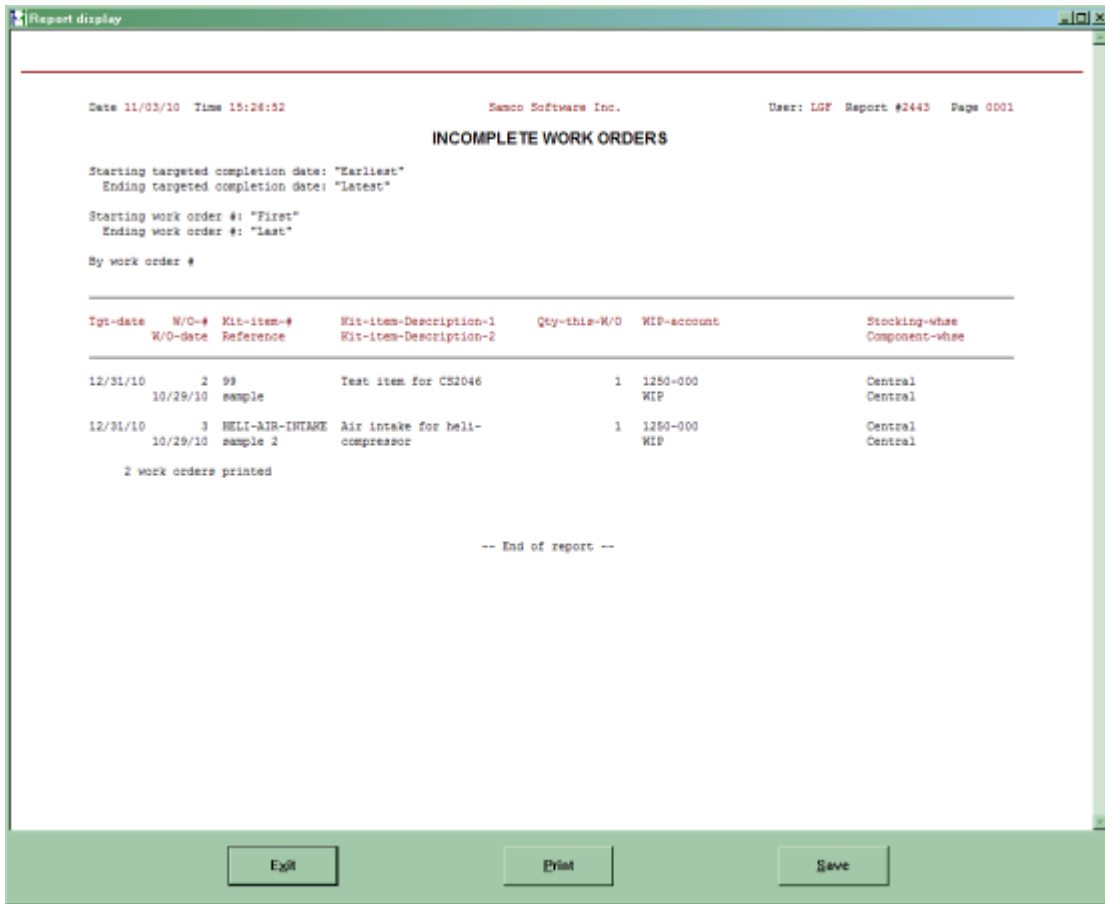 Report display
Date 11/03/10 Time 15:26:52 Samco Software Inc. User: LGF Report #2443 Page 0001
INCOMPLETE WORK ORDERS
Starting targeted completion date: "Earliest"
Ending targeted completion date: "Latest"
Starting work order #: "First"
Ending work order #: "Last"
By work order #
Tgt-date W/O-# Kit-item-# Kit-item-Description-1 Qty-this-W/O WIP-account Stocking-whse
W/O-date Reference Kit-item-Description-2 Component-whse
12/31/10 2 99 Test item for CS2046 1 1250-000 Central
10/29/10 sample WIP Central
12/31/10 3 HELI-AIR-INTAKE Air intake for heli- 1 1250-000 Central
10/29/10 sample 2 compressor WIP Central
2 work orders printed
-- End of report --
Exit Print Save